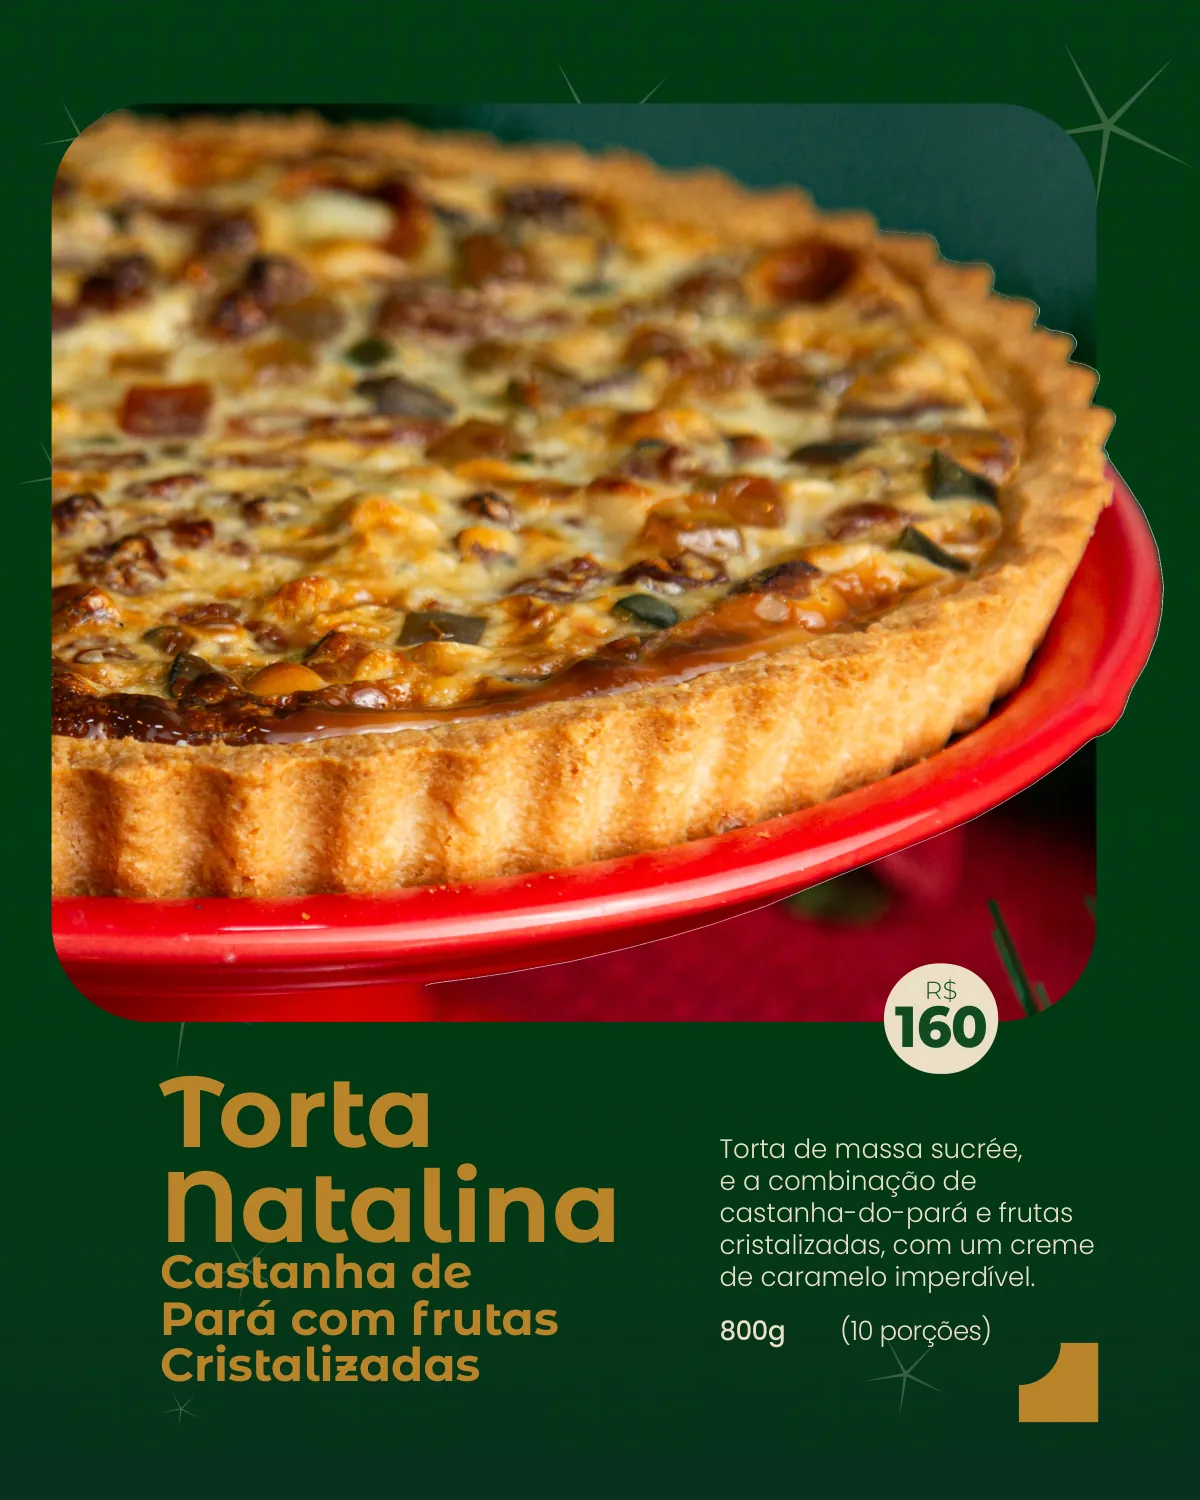 R$
160
Torta
Natalina
Castanha de
Pará com frutas
Cristalizadas
Torta de massa sucrée,
e a combinação de
castanha-do-pará e frutas
cristalizadas, com um creme
de caramelo imperdível.
800g (10 porções)